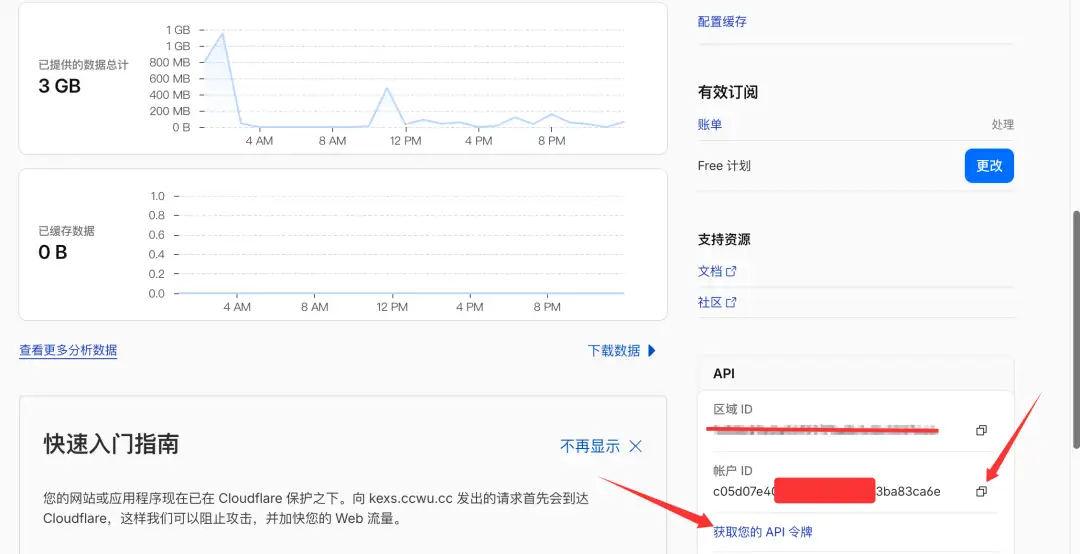 已提供的数据总计
3 GB
1 GB
1 GB
800 MB
600 MB
400 MB
200 MB
0 B
4 AM
8 AM
12 PM
4 PM
8 PM
已缓存数据
0 B
1.0
0.8
0.6
0.4
0.2
0.0
4 AM
8 AM
12 PM
4 PM
8 PM
查看更多分析数据
下载数据
快速入门指南
不再显示
您的网站或应用程序现在已在 Cloudflare 保护之下。向 kexs.ccwu.cc 发出的请求首先会到达
Cloudflare，这样我们可以阻止攻击，并加快您的 Web 流量。
配置缓存
有效订阅
账单
处理
Free 计划
更改
支持资源
文档
社区
API
区域 ID
帐户 ID
c05d07e40
3ba83ca6e
获取您的 API 令牌